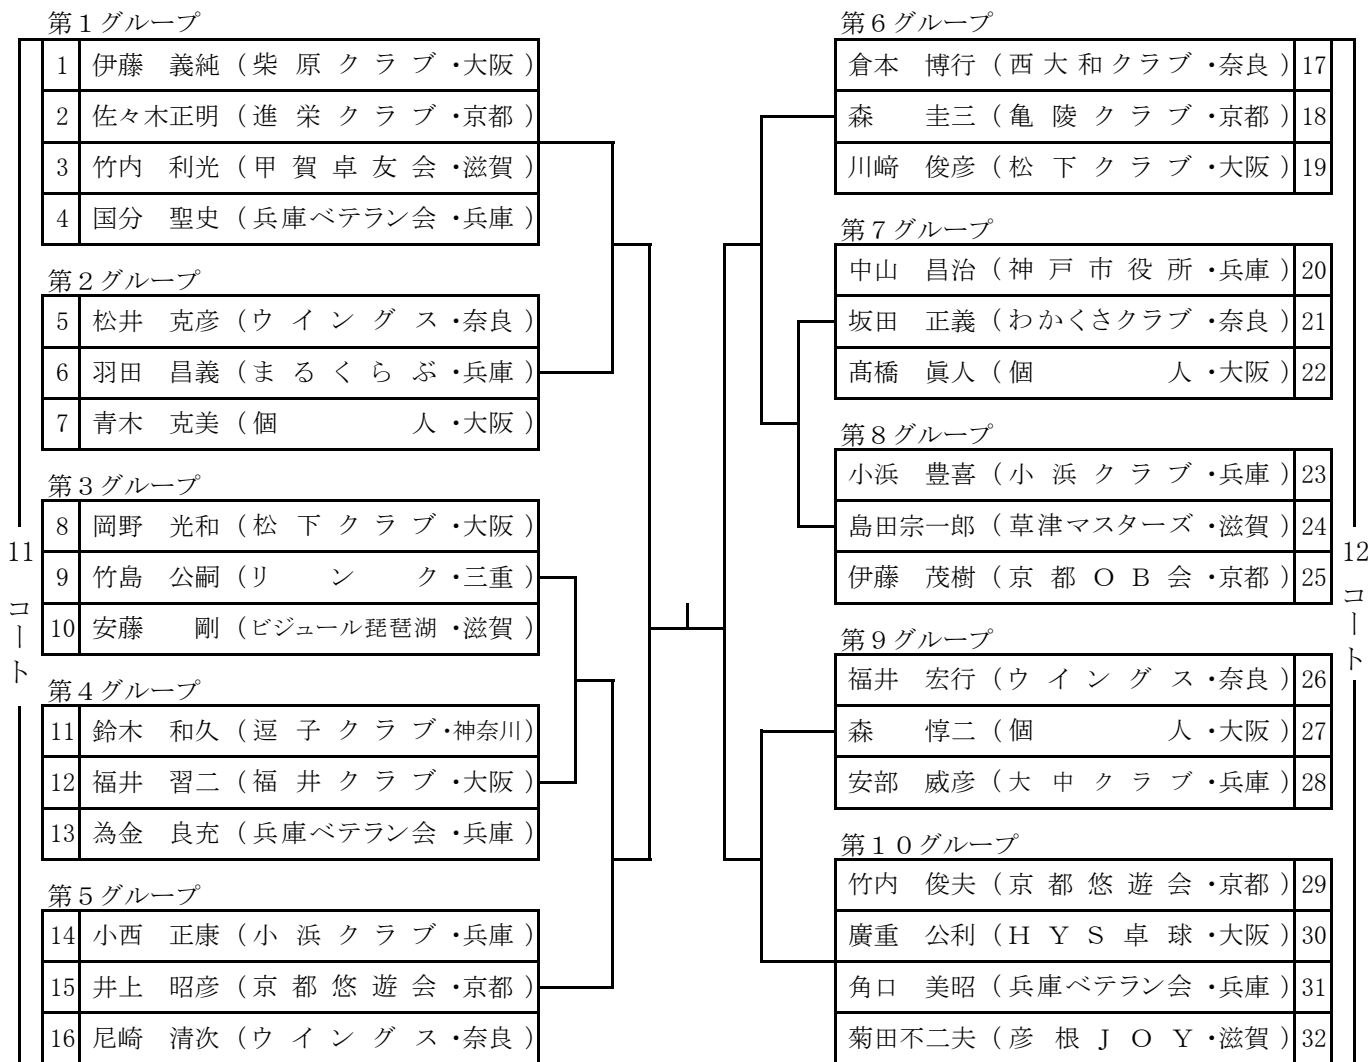 第１グループ
1 伊藤　義純 ( 柴 原 ク ラ ブ ・大阪 )
2 佐々木正明 ( 進 栄 ク ラ ブ ・京都 )
3 竹内　利光 ( 甲 賀 卓 友 会 ・滋賀 )
4 国分　聖史 ( 兵庫ベテラン会 ・兵庫 )
第２グループ
5 松井　克彦 ( ウ イ ン グ ス ・奈良 )
6 羽田　昌義 ( ま る く ら ぶ ・兵庫 )
7 青木　克美 ( 個　　　　人 ・大阪 )
第３グループ
8 岡野　光和 ( 松 下 ク ラ ブ ・大阪 )
9 竹島　公嗣 ( リ　ン　ク ・三重 )
10 安藤　　剛 ( ビジュール琵琶湖 ・滋賀 )
第４グループ
11 鈴木　和久 ( 逗 子 ク ラ ブ ・神奈川 )
12 福井　習二 ( 福 井 ク ラ ブ ・大阪 )
13 為金　良充 ( 兵庫ベテラン会 ・兵庫 )
第５グループ
14 小西　正康 ( 小 浜 ク ラ ブ ・兵庫 )
15 井上　昭彦 ( 京 都 悠 遊 会 ・京都 )
16 尼崎　清次 ( ウ イ ン グ ス ・奈良 )
11コート
第６グループ
倉本　博行 ( 西 大 和 ク ラ ブ ・奈良 ) 17
森　　圭三 ( 亀 陵 ク ラ ブ ・京都 ) 18
川﨑　俊彦 ( 松 下 ク ラ ブ ・大阪 ) 19
第７グループ
中山　昌治 ( 神 戸 市 役 所 ・兵庫 ) 20
坂田　正義 ( わかくさクラブ ・奈良 ) 21
髙橋　眞人 ( 個　　　　人 ・大阪 ) 22
第８グループ
小浜　豊喜 ( 小 浜 ク ラ ブ ・兵庫 ) 23
島田宗一郎 ( 草津マスターズ ・滋賀 ) 24
伊藤　茂樹 ( 京 都 Ｏ Ｂ 会 ・京都 ) 25
第９グループ
福井　宏行 ( ウ イ ン グ ス ・奈良 ) 26
森　　惇二 ( 個　　　　人 ・大阪 ) 27
安部　威彦 ( 大 中 ク ラ ブ ・兵庫 ) 28
第１０グループ
竹内　俊夫 ( 京 都 悠 遊 会 ・京都 ) 29
廣重　公利 ( Ｈ Ｙ Ｓ 卓 球 ・大阪 ) 30
角口　美昭 ( 兵庫ベテラン会 ・兵庫 ) 31
菊田不二夫 ( 彦 根 Ｊ Ｏ Ｙ ・滋賀 ) 32
12コート